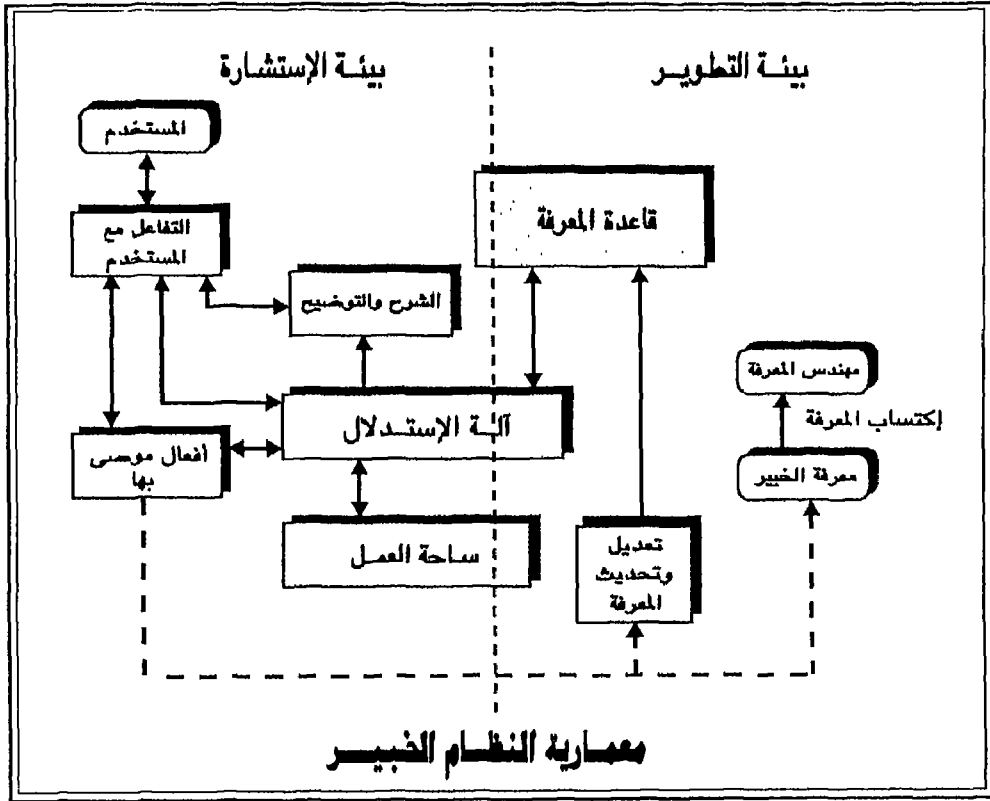 بيئة التطوير
بيئة الإستشارة
المستخدم
قاعدة المعرفة
التفاعل مع
المستخدم
الشرح والتوضيح
مهندس المعرفة
إكتساب المعرفة
آلة الإستدلال
أفعال موصى
بها
معرفة الخبير
ساحة العمل
تعديل
وتحديث
المعرفة
معمارية النظام الخبير